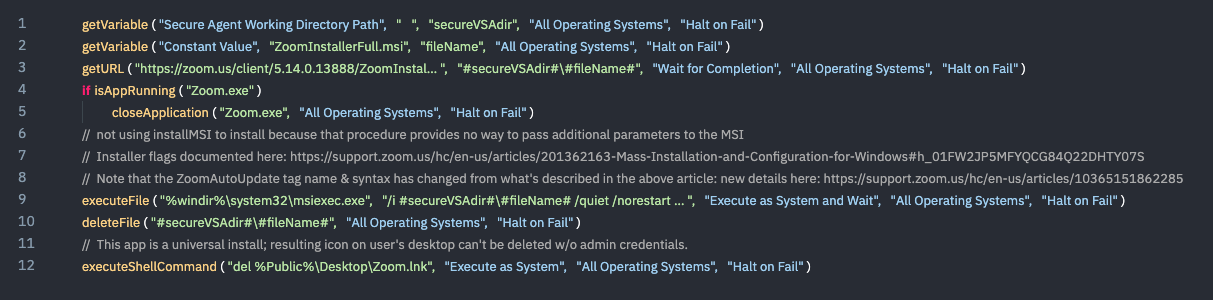 1 getVariable ("Secure Agent Working Directory Path", " ", "secureVSAdir", "All Operating Systems", "Halt on Fail")
2 getVariable ("Constant Value", "ZoomInstallerFull.msi", "fileName", "All Operating Systems", "Halt on Fail")
3 getURL ("https://zoom.us/client/5.14.0.13888/ZoomInstal... ", "#secureVSAdir#\#fileName#", "Wait for Completion", "All Operating Systems", "Halt on Fail")
4 if isAppRunning ("Zoom.exe")
5 closeApplication ("Zoom.exe", "All Operating Systems", "Halt on Fail")
6 // not using installMSI to install because that procedure provides no way to pass additional parameters to the MSI
7 // Installer flags documented here: https://support.zoom.us/hc/en-us/articles/201362163-Mass-Installation-and-Configuration-for-Windows#h_01FW2JP5MFYQCG84Q22DHTY07S
8 // Note that the ZoomAutoUpdate tag name & syntax has changed from what's described in the above article: new details here: https://support.zoom.us/hc/en-us/articles/10365151862285
9 executeFile ("%windir%\system32\msiexec.exe", "/i #secureVSAdir#\#fileName# /quiet /norestart ... ", "Execute as System and Wait", "All Operating Systems", "Halt on Fail")
10 deleteFile ("#secureVSAdir#\#fileName#", "All Operating Systems", "Halt on Fail")
11 // This app is a universal install; resulting icon on user's desktop can't be deleted w/o admin credentials.
12 executeShellCommand ("del %Public%\Desktop\Zoom.lnk", "Execute as System", "All Operating Systems", "Halt on Fail")